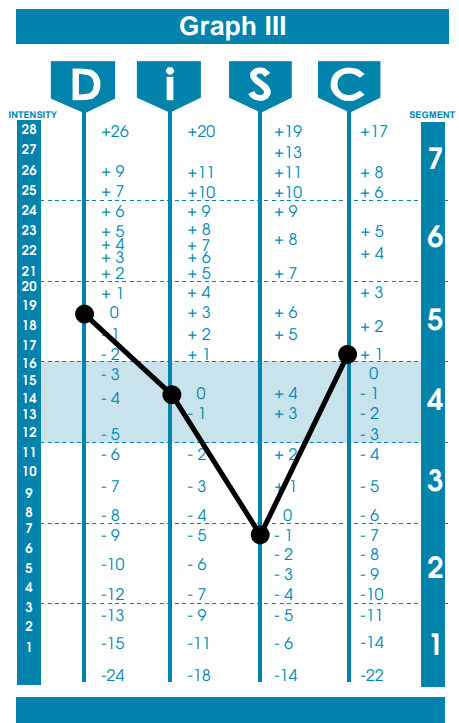 Graph III
D i S C
INTENSITY SEGMENT
28 +26 +20 +19 +17
27 +13 7
26 + 9 +11 +11 + 8
25 + 7 +10 +10 + 6
24 + 6 + 9 + 9
23 + 5 + 8 + 5
+ 8 6
+ 4 + 7
22 + 3 + 6 + 4
21 + 2 + 5 + 7
20 + 1 + 4 + 3
19 0 + 3 + 6
18 + 2 5
1 + 2 + 5
17 - 2 + 1 + 1
16
15 - 3 0
14 - 4 0 + 4 - 1 4
13 - 1 + 3 - 2
12 - 5 - 3
11 - 6 - 2 + 2 - 4
10 3
9 - 7 - 3 + 1 - 5
8 - 8 - 4 0 - 6
7 - 9 - 5 - 1 - 7
6 - 2 - 8
5 -10 - 6 2
- 3 - 9
4 -12 - 7 - 4 -10
3 -13 - 9 - 5 -11
2
1 -15 -11 - 6 -14 1
-24 -18 -14 -22